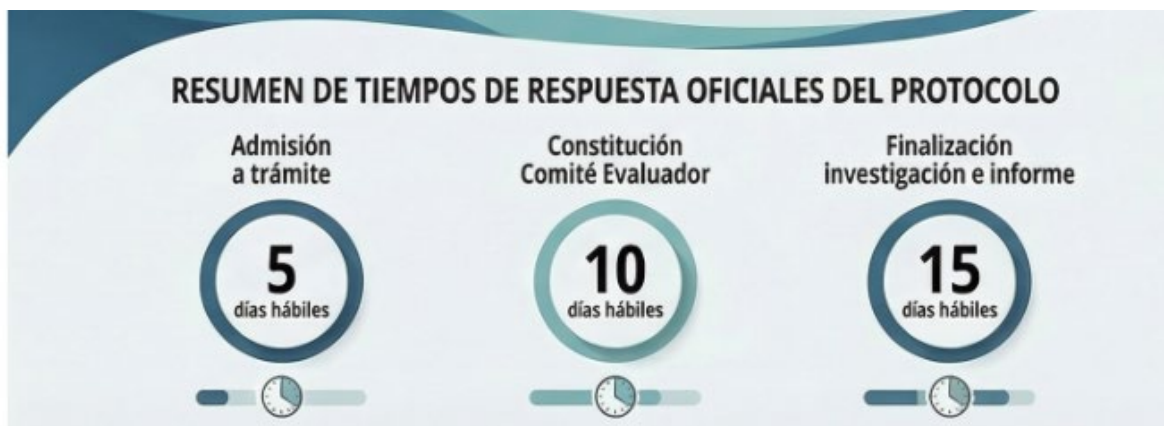 RESUMEN DE TIEMPOS DE RESPUESTA OFICIALES DEL PROTOCOLO
Admisión
a trámite
5
días hábiles
Constitución
Comité Evaluador
10
días hábiles
Finalización
investigación e informe
15
días hábiles